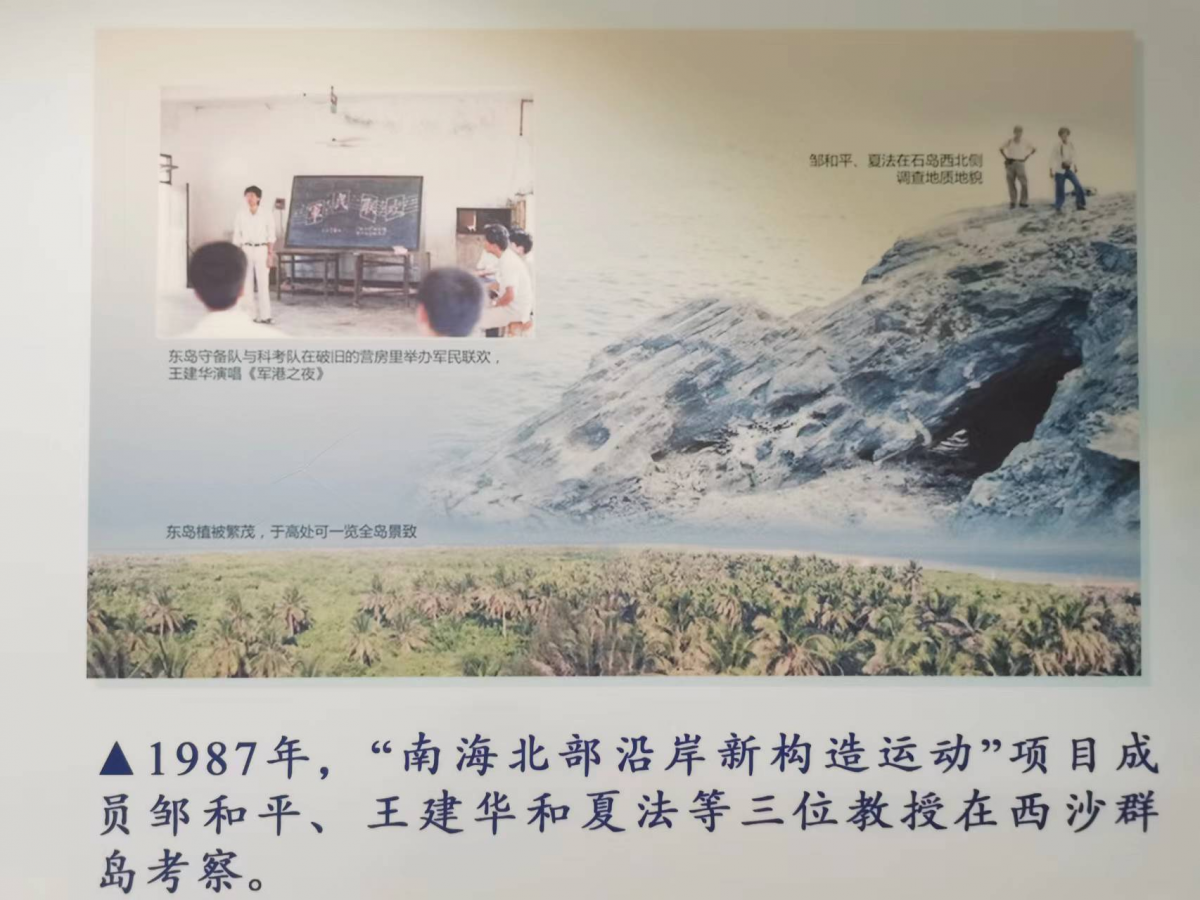 軍民联欢
邹和平、夏法在石岛西北侧
调查地质地貌
东岛守备队与科考队在破旧的营房里举办军民联欢，
王建华演唱《军港之夜》
东岛植被繁茂，于高处可一览全岛景致
▲1987年，“南海北部沿岸新构造运动”项目成
员邹和平、王建华和夏法等三位教授在西沙群
岛考察。